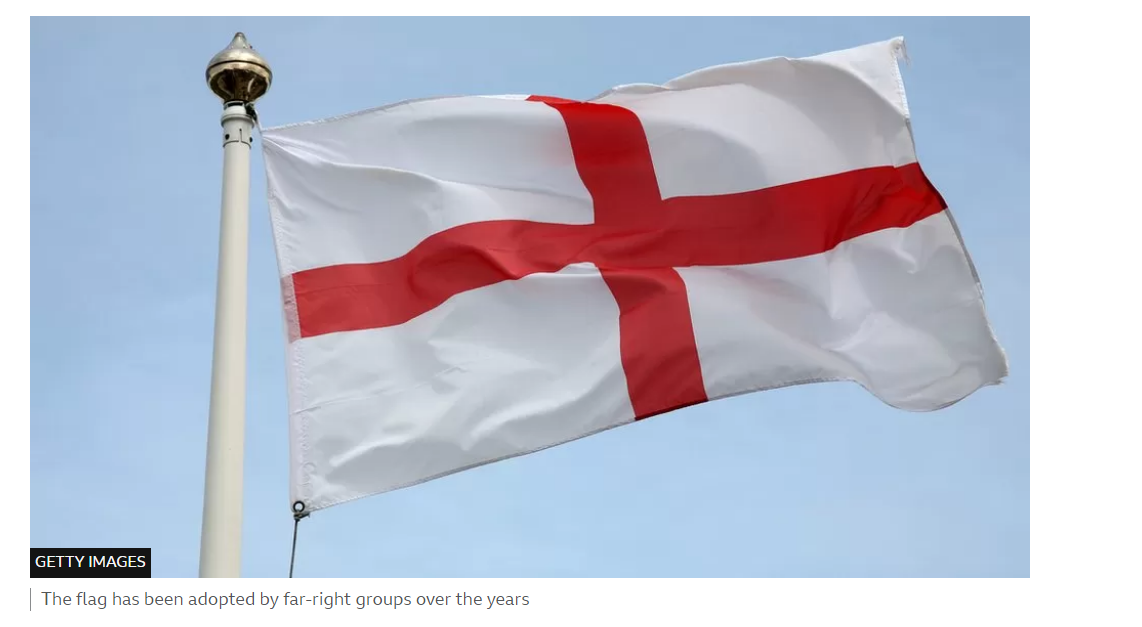 GETTY IMAGES
The flag has been adopted by far-right groups over the years